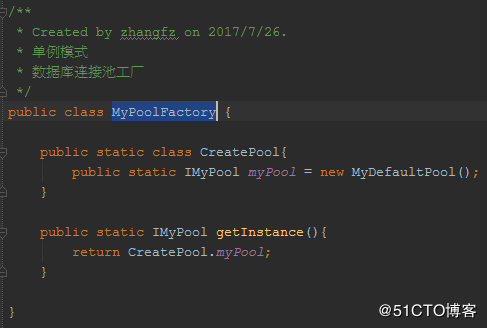 /**
* Created by zhangfz on 2017/7/26.
* 单例模式
* 数据库连接池工厂
*/
public class MyPoolFactory {
public static class CreatePool{
public static IMyPool myPool = new MyDefaultPool();
}
public static IMyPool getInstance(){
return CreatePool.myPool;
}
}
@51CTO博客